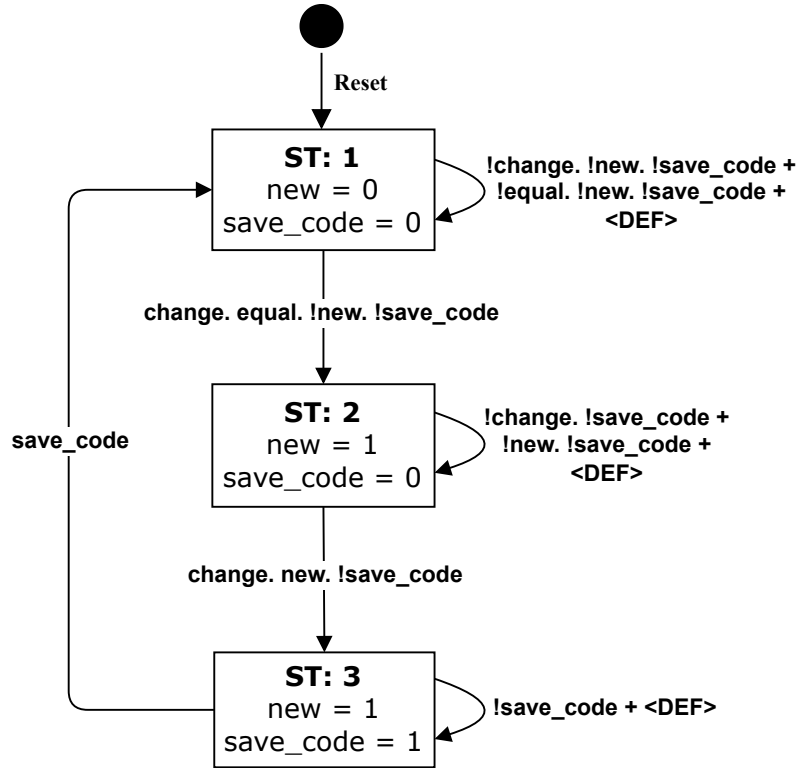 Reset
ST: 1
new = 0
save_code = 0
!change. !new. !save_code +
!equal. !new. !save_code +
<DEF>
change. equal. !new. !save_code
ST: 2
new = 1
save_code = 0
!change. !save_code +
!new. !save_code +
<DEF>
save_code
change. new. !save_code
ST: 3
new = 1
save_code = 1
!save_code + <DEF>